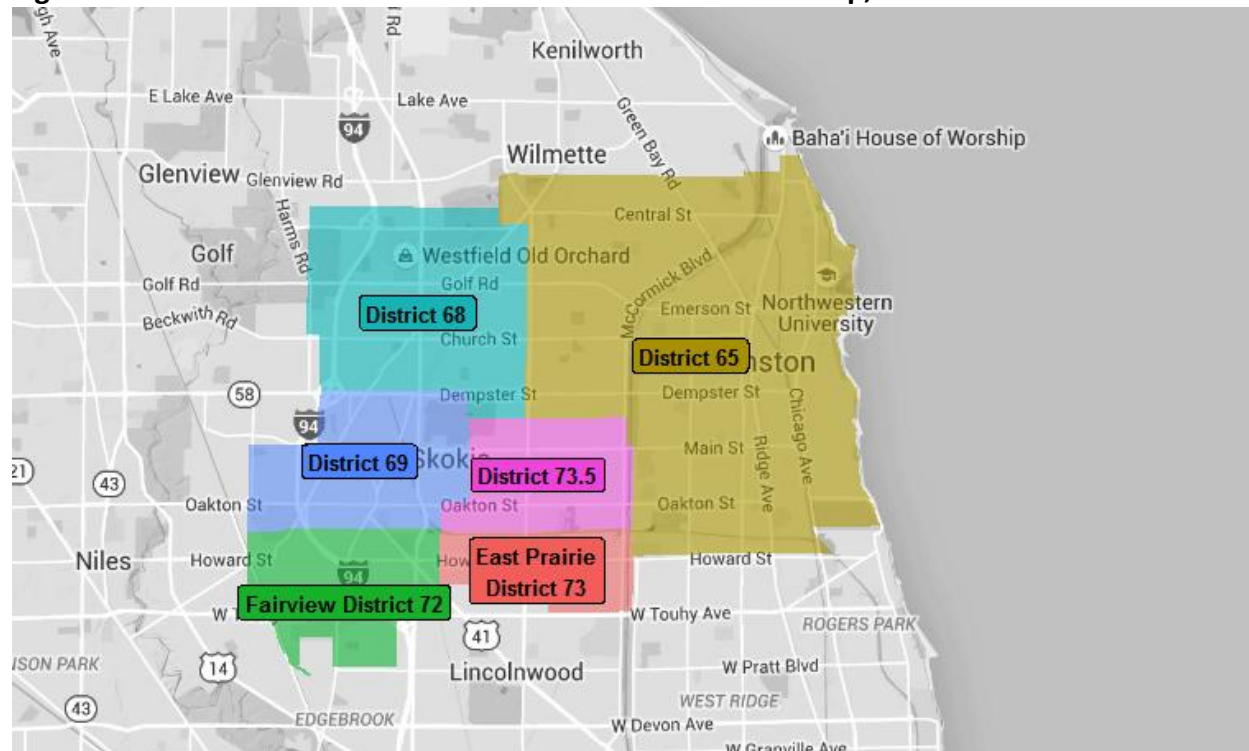 Kenilworth
E Lake Ave
Lake Ave
94
Green Bay Rd
Baha'i House of Worship
Wilmette
Glenview
Glenview Rd
Harms Rd
Central St
Golf
Westfield Old Orchard
McCormick Blvd
Golf Rd
Golf Rd
Beckwith Rd
Emerson St
Northwestern
University
District 68
Church St
District 65
nston
58
Dempster St
Dempster St
Chicago Ave
94
Main St
Ridge Ave
District 69
Skokie
District 73.5
43
Oakton St
Oakton St
Oakton St
Niles
Howard St
94
East Prairie
District 73
Howard St
Fairview District 72
W Touhy Ave
ROGERS PARK
41
14
Lincolnwood
W Pratt Blvd
WEST RIDGE
43
EDGEBROOK
W Devon Ave
W Granville Ave